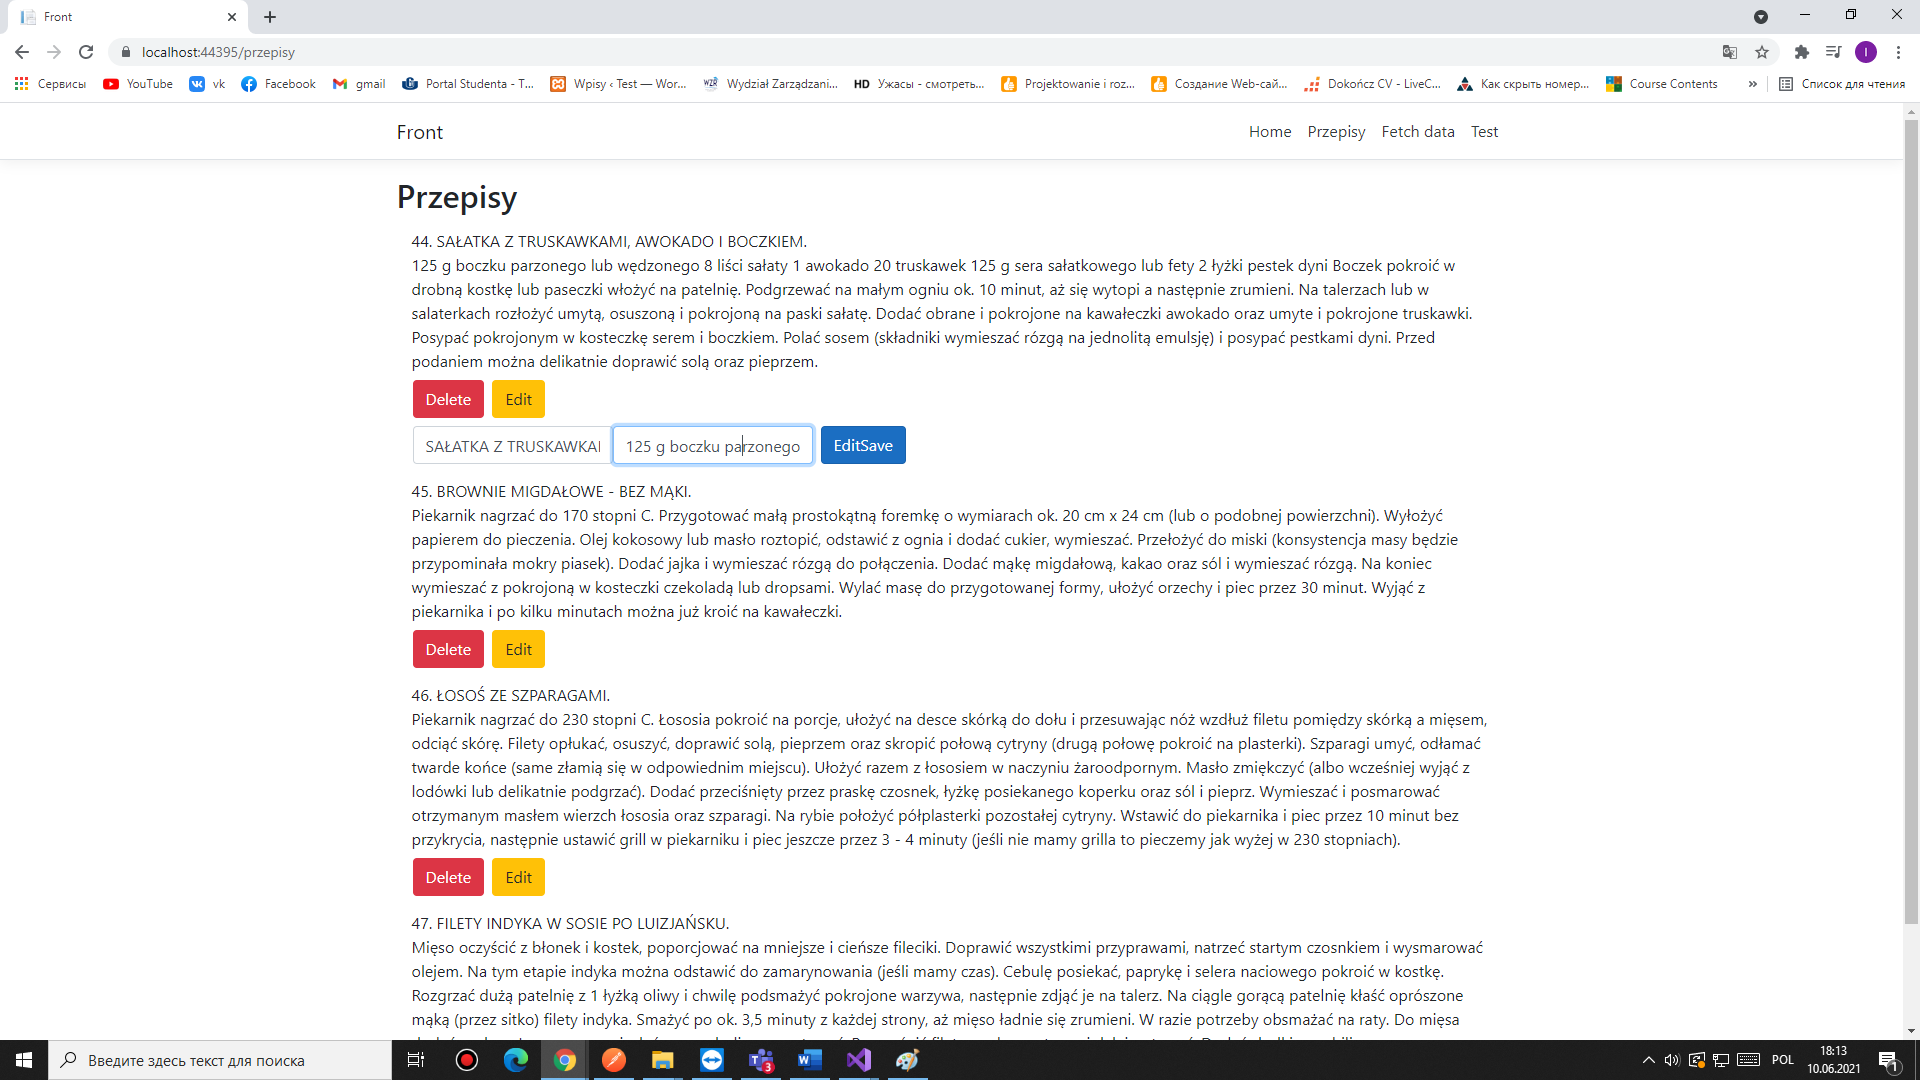 Front
localhost:44395/przepisy
Сервисы YouTube vk Facebook gmail Portal Studenta - T... Wpisy ‹ Test — Wor... Wydział Zarządzani... HD Ужасы - смотреть... Projektowanie i roz... Создание Web-сай... Dokończ CV - LiveC... Как скрыть номер... Course Contents » Список для чтения
Front Home Przepisy Fetch data Test
Przepisy
44. SAŁATKA Z TRUSKAWKAMI, AWOKADO I BOCZKIEM.
125 g boczku parzonego lub wędzonego 8 liści sałaty 1 awokado 20 truskawek 125 g sera sałatkowego lub fety 2 łyżki pestek dyni Boczek pokroić w
drobną kostkę lub paseczki włożyć na patelnię. Podgrzewać na małym ogniu ok. 10 minut, aż się wytopi a następnie zrumieni. Na talerzach lub w
salaterkach rozłożyć umytą, osuszoną i pokrojoną na paski sałatę. Dodać obrane i pokrojone na kawałeczki awokado oraz umyte i pokrojone truskawki.
Posypać pokrojonym w kosteczkę serem i boczkiem. Polać sosem (składniki wymieszać rózgą na jednolitą emulsję) i posypać pestkami dyni. Przed
podaniem można delikatnie doprawić solą oraz pieprzem.
Delete Edit
SAŁATKA Z TRUSKAWKAI 125 g boczku parzonego EditSave
45. BROWNIE MIGDAŁOWE - BEZ MĄKI.
Piekarnik nagrzać do 170 stopni C. Przygotować małą prostokątną foremkę o wymiarach ok. 20 cm x 24 cm (lub o podobnej powierzchni). Wyłożyć
papierem do pieczenia. Olej kokosowy lub masło roztopić, odstawić z ognia i dodać cukier, wymieszać. Przełożyć do miski (konsystencja masy będzie
przypominała mokry piasek). Dodać jajka i wymieszać rózgą do połączenia. Dodać mąkę migdałową, kakao oraz sól i wymieszać rózgą. Na koniec
wymieszać z pokrojoną w kosteczki czekoladą lub dropsami. Wylać masę do przygotowanej formy, ułożyć orzechy i piec przez 30 minut. Wyjąć z
piekarnika i po kilku minutach można już kroić na kawałeczki.
Delete Edit
46. ŁOSOŚ ZE SZPARAGAMI.
Piekarnik nagrzać do 230 stopni C. Łososia pokroić na porcje, ułożyć na desce skórką do dołu i przesuwając nóż wzdłuż filetu pomiędzy skórką a mięsem,
odciąć skórę. Filety opłukać, osuszyć, doprawić solą, pieprzem oraz skropić połową cytryny (drugą połowę pokroić na plasterki). Szparagi umyć, odłamać
twarde końce (same złamią się w odpowiednim miejscu). Ułożyć razem z łososiem w naczyniu żaroodpornym. Masło zmiękczyć (albo wcześniej wyjąć z
lodówki lub delikatnie podgrzać). Dodać przeciśnięty przez praskę czosnek, łyżkę posiekanego koperku oraz sól i pieprz. Wymieszać i posmarować
otrzymanym masłem wierzch łososia oraz szparagi. Na rybie położyć półplasterki pozostałej cytryny. Wstawić do piekarnika i piec przez 10 minut bez
przykrycia, następnie ustawić grill w piekarniku i piec jeszcze przez 3 - 4 minuty (jeśli nie mamy grilla to pieczemy jak wyżej w 230 stopniach).
Delete Edit
47. FILETY INDYKA W SOSIE PO LUIZJAŃSKU.
Mięso oczyścić z błonek i kostek, poporcjować na mniejsze i cieńsze fileciki. Doprawić wszystkimi przyprawami, natrzeć startym czosnkiem i wysmarować
olejem. Na tym etapie indyka można odstawić do zamarynowania (jeśli mamy czas). Cebulę posiekać, paprykę i selera naciowego pokroić w kostkę.
Rozgrzać dużą patelnię z 1 łyżką oliwy i chwilę podsmażyć pokrojone warzywa, następnie zdjąć je na talerz. Na ciągle gorącą patelnię kłaść oprószone
mąką (przez sitko) filety indyka. Smażyć po ok. 3,5 minuty z każdej strony, aż mięso ładnie się zrumieni. W razie potrzeby obsmażać na raty. Do mięsa
Введите здесь текст для поиска
POL
18:13
10.06.2021